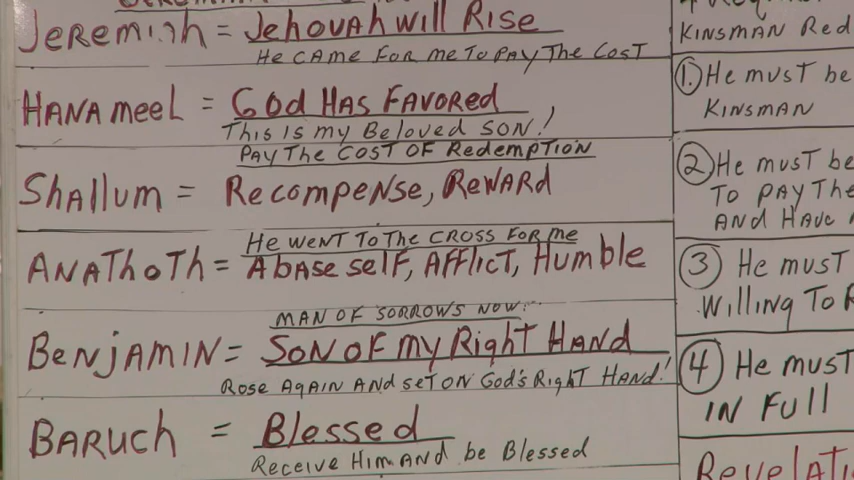 JEREMIAH = JEHOVAH WILL RISE
HE CAME FOR ME TO PAY THE COST
HANAMEEL = GOD HAS FAVORED
THIS IS MY BELOVED SON!
PAY THE COST OF REDEMPTION
SHALLUM = RECOMPENSE, REWARD
HE WENT TO THE CROSS FOR ME
ANATHOTH = ABASE SELF, AFFLICT, HUMBLE
MAN OF SORROWS NOW:
BENJAMIN = SON OF MY RIGHT HAND
ROSE AGAIN AND SET ON GOD'S RIGHT HAND!
BARUCH = BLESSED
RECEIVE HIM AND BE BLESSED
KINSMAN RED
1. HE MUST BE
KINSMAN
2 HE MUST BE
TO PAY THE
AND HAVE
3 HE MUST
WILLING TO R
4 HE MUST
IN FULL
REVELATI